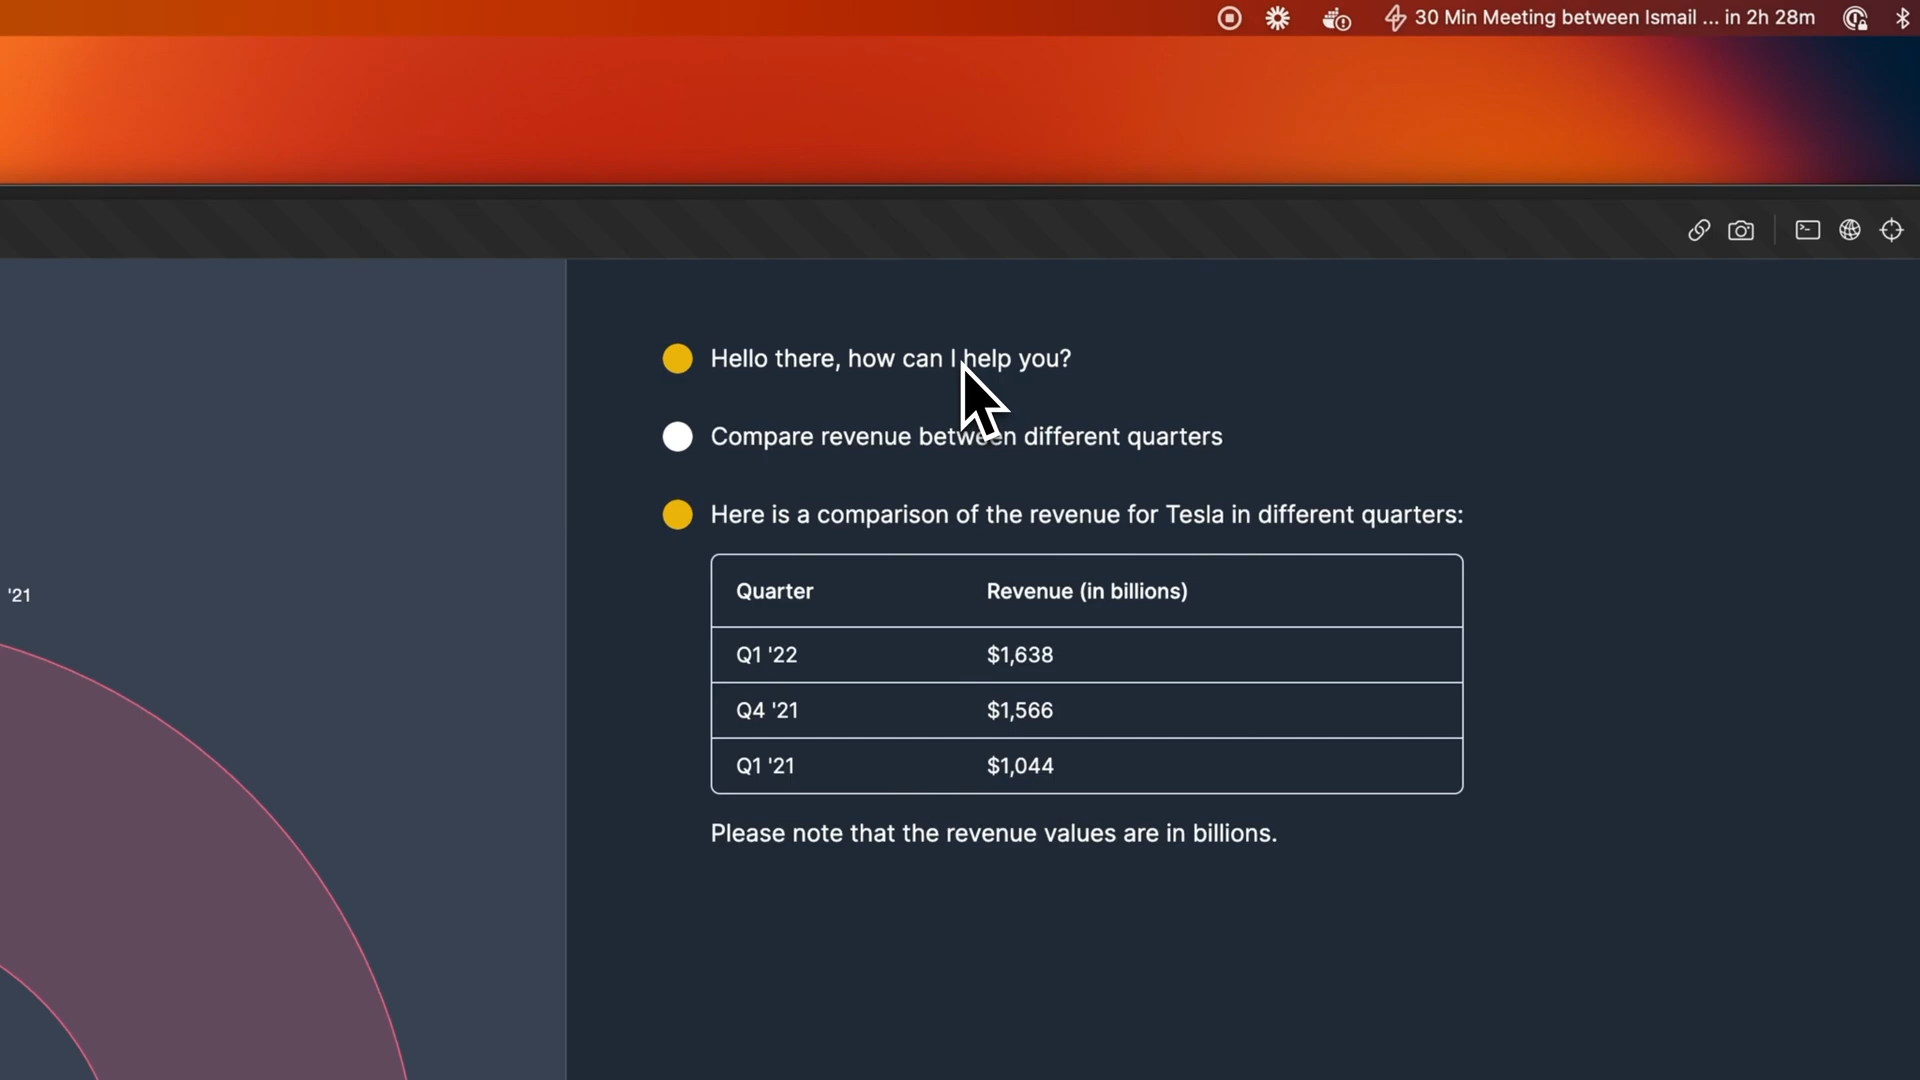 30 Min Meeting between Ismail ... in 2h 28m
Hello there, how can I help you?
Compare revenue between different quarters
Here is a comparison of the revenue for Tesla in different quarters:
Quarter Revenue (in billions)
Q1 '22 $1,638
Q4 '21 $1,566
Q1 '21 $1,044
Please note that the revenue values are in billions.
'21